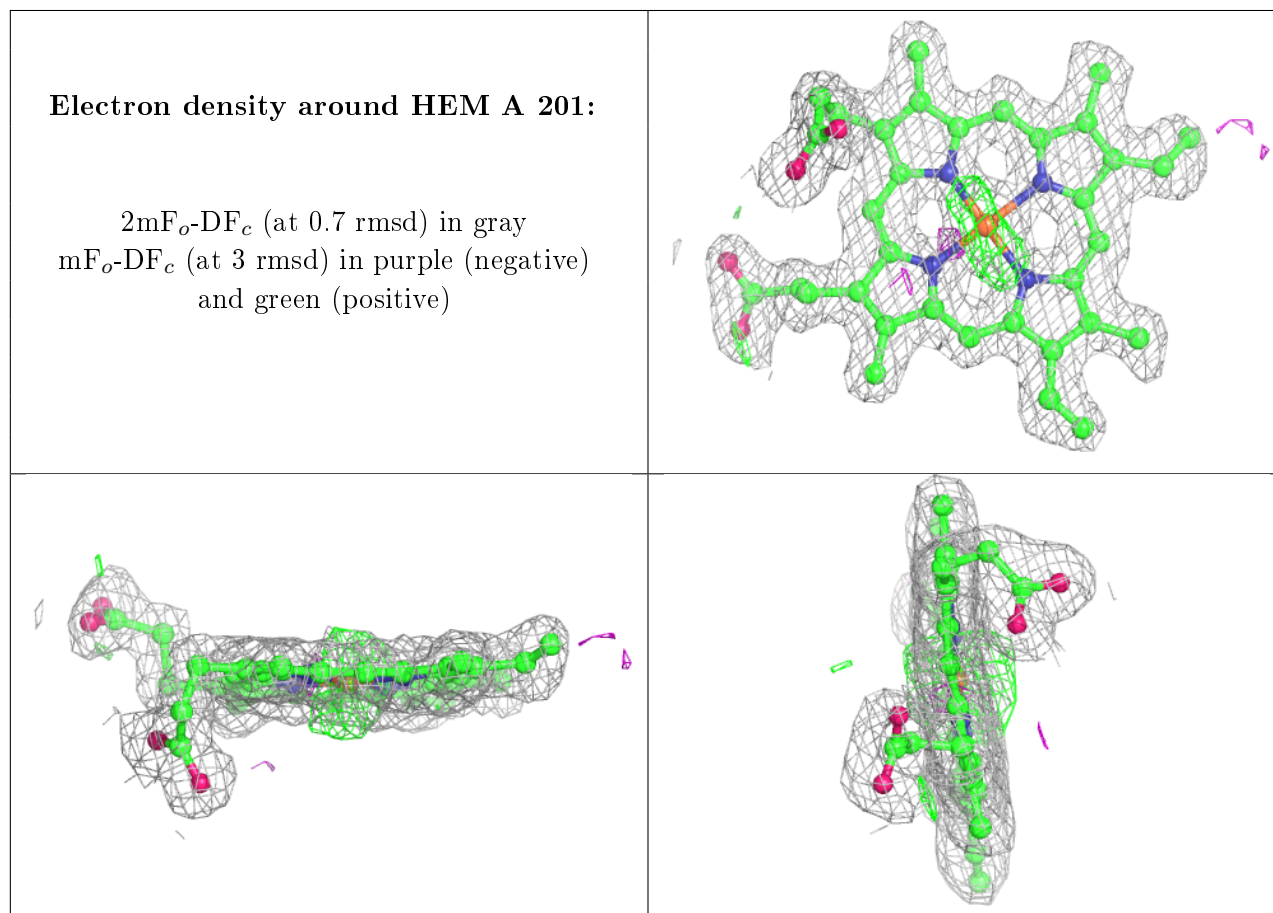 Electron density around HEM A 201:
2mFo-DFc (at 0.7 rmsd) in gray
mFo-DFc (at 3 rmsd) in purple (negative)
and green (positive)